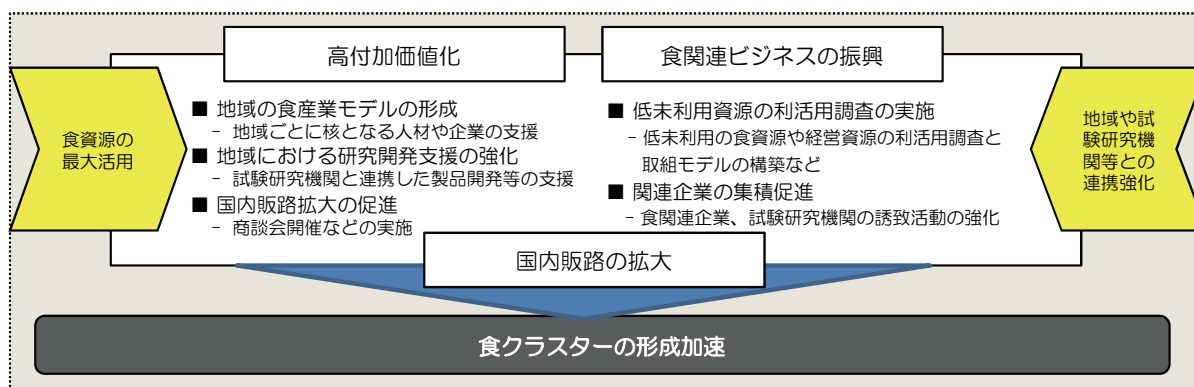 高付加価値化
食関連ビジネスの振興
食資源の
最大活用
■ 地域の食産業モデルの形成
－ 地域ごとに核となる人材や企業の支援
■ 地域における研究開発支援の強化
－ 試験研究機関と連携した製品開発等の支援
■ 国内販路拡大の促進
－ 商談会開催などの実施
■ 低未利用資源の利活用調査の実施
－ 低未利用の食資源や経営資源の利活用調査と
取組モデルの構築など
■ 関連企業の集積促進
－ 食関連企業、試験研究機関の誘致活動の強化
地域や試
験研究機
関等との
連携強化
国内販路の拡大
食クラスターの形成加速